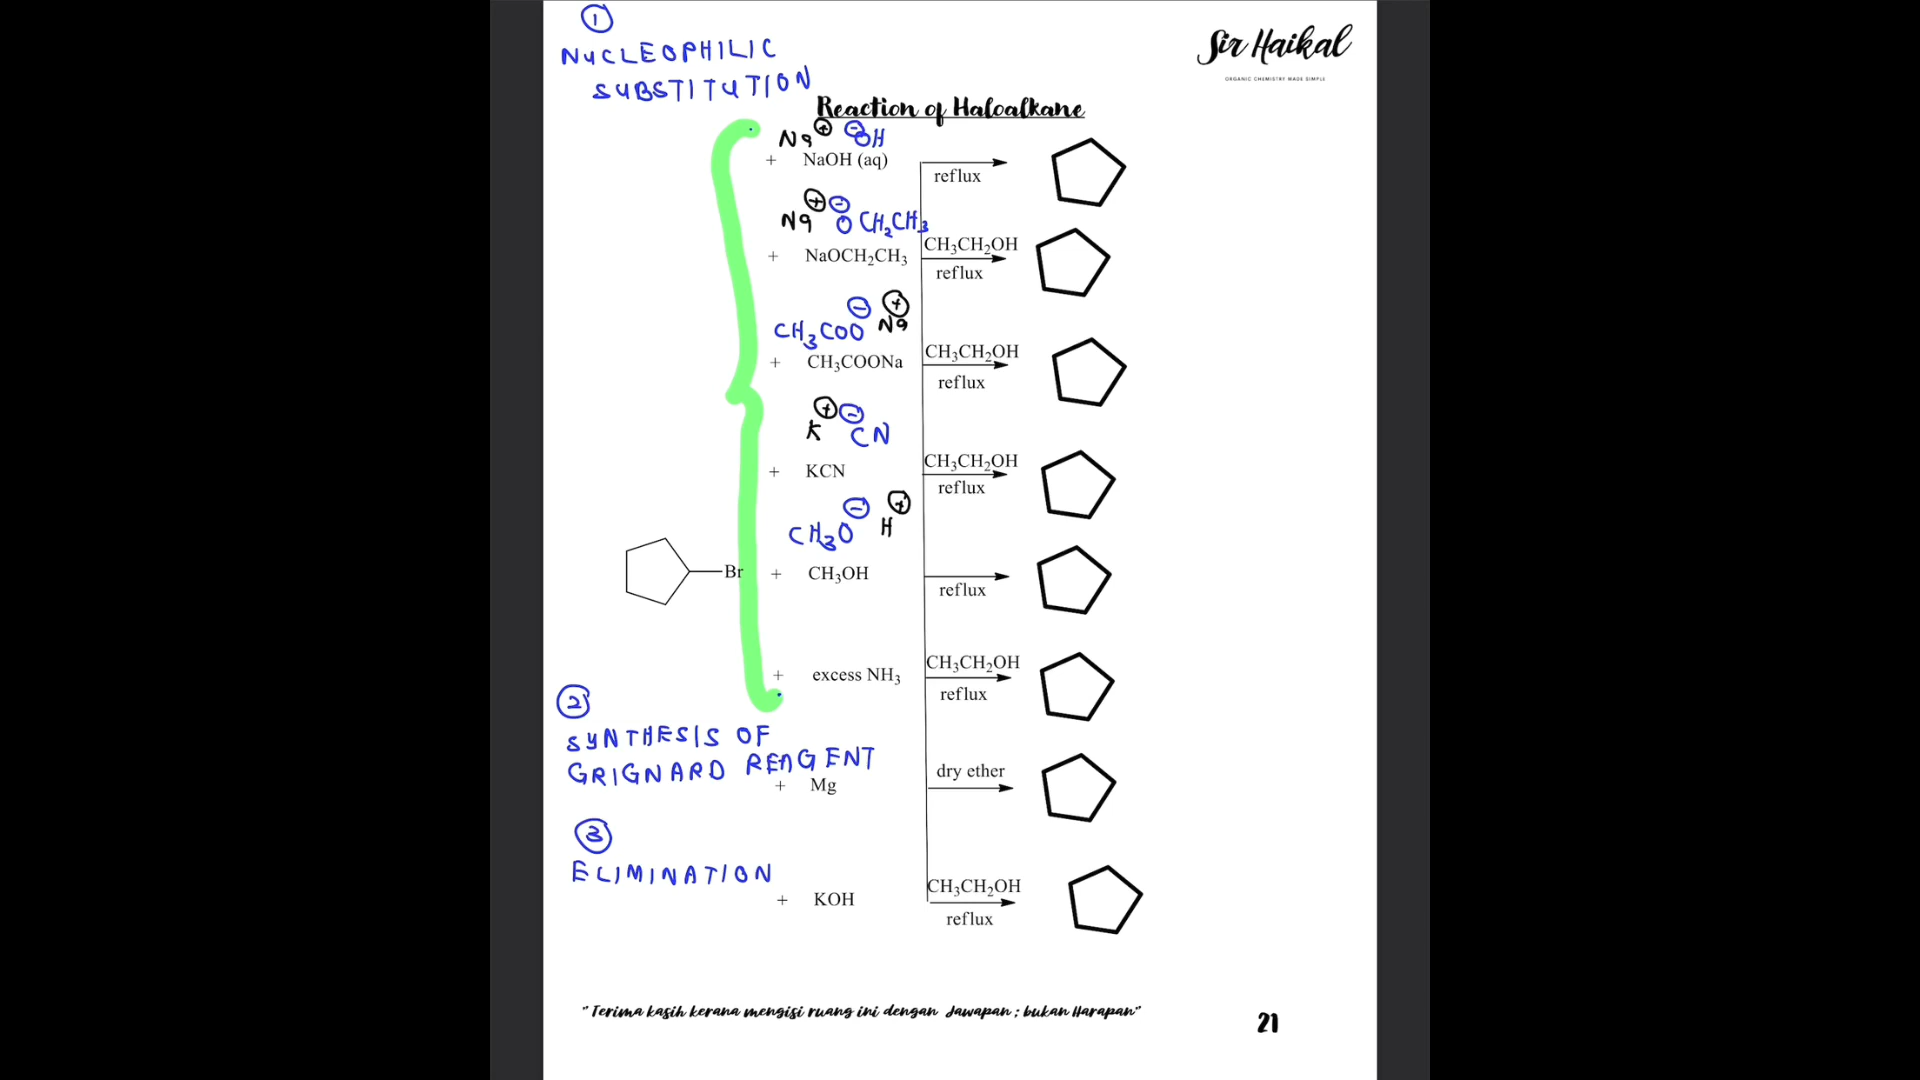 ①
NUCLEOPHILIC
SUBSTITUTION
Sir Haikal
ORGANIC CHEMISTRY MADE SIMPLE
Reaction of Haloalkane
Na⊕ ⊖OH
+ NaOH (aq)
reflux
Na⊕ ⊖OCH₂CH₃
+ NaOCH₂CH₃
CH₃CH₂OH
reflux
CH₃COO⊖ Na⊕
+ CH₃COONa
CH₃CH₂OH
reflux
K⊕ ⊖CN
+ KCN
CH₃CH₂OH
reflux
CH₃O⊖ H⊕
Br + CH₃OH
reflux
+ excess NH₃
CH₃CH₂OH
reflux
②
SYNTHESIS OF
GRIGNARD REAGENT
+ Mg
dry ether
③
ELIMINATION
+ KOH
CH₃CH₂OH
reflux
"Terima kasih kerana mengisi ruang ini dengan Jawapan ; bukan Harapan"
21